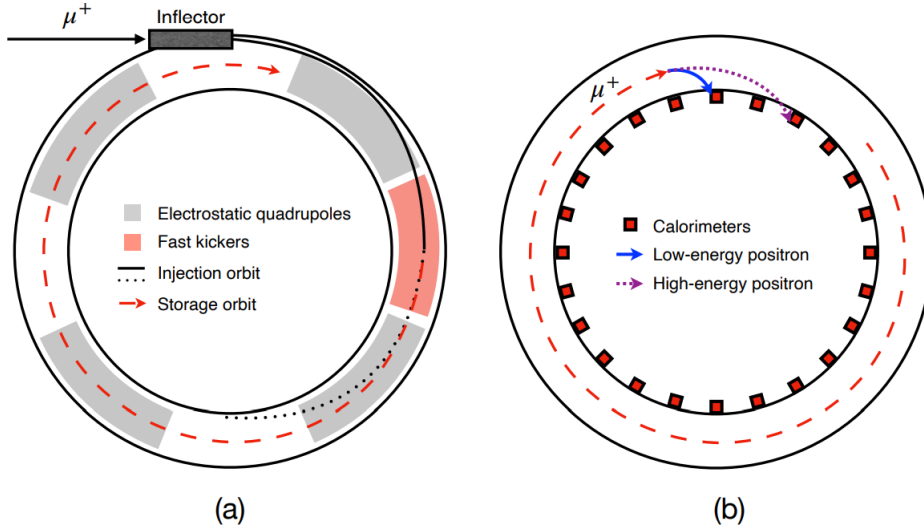 μ⁺
Inflector
Electrostatic quadrupoles
Fast kickers
Injection orbit
Storage orbit
(a)
μ⁺
Calorimeters
Low-energy positron
High-energy positron
(b)